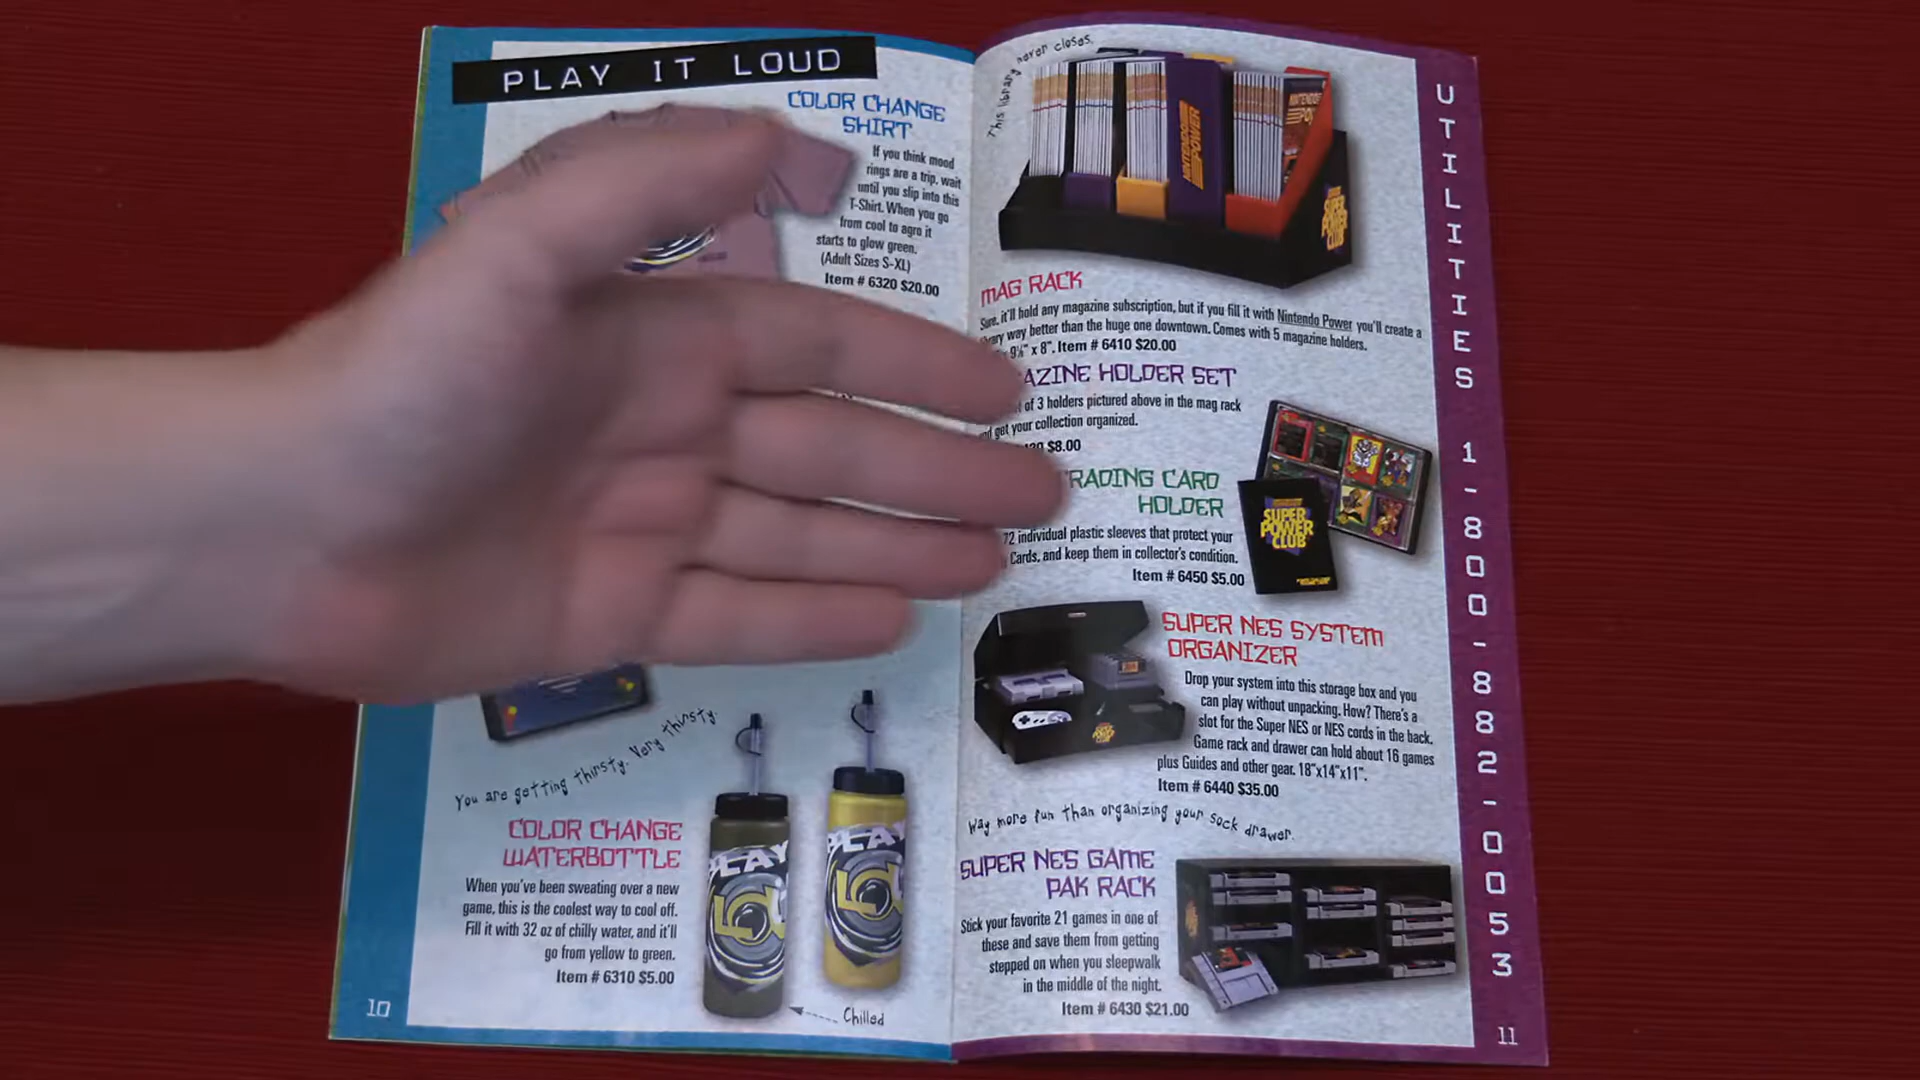 PLAY IT LOUD
COLOR CHANGE
SHIRT
If you think mood
rings are a trip, wait
until you slip into this
T-Shirt. When you go
from cool to agro it
starts to glow green.
(Adult Sizes S-XL)
Item # 6320 $20.00
You are getting thirsty. Very thirsty.
COLOR CHANGE
WATERBOTTLE
When you've been sweating over a new
game, this is the coolest way to cool off.
Fill it with 32 oz of chilly water, and it'll
go from yellow to green.
Item # 6310 $5.00
PLAY
PLAY
Chilled
10
This library never closes.
NINTENDO
POWER
SUPER
POWER
CLUB
MAG RACK
Sure, it'll hold any magazine subscription, but if you fill it with Nintendo Power you'll create a
way better than the huge one downtown. Comes with 5 magazine holders.
x 8". Item # 6410 $20.00
HOLDER SET
of 3 holders pictured above in the mag rack
get your collection organized.
$8.00
CARD
HOLDER
72 individual plastic sleeves that protect your
Cards, and keep them in collector's condition.
Item # 6450 $5.00
SUPER
POWER
CLUB
SUPER NES SYSTEM
ORGANIZER
Drop your system into this storage box and you
can play without unpacking. How? There's a
slot for the Super NES or NES cords in the back.
Game rack and drawer can hold about 16 games
plus Guides and other gear. 18"x14"x11".
Item # 6440 $35.00
Way more fun than organizing your sock drawer.
SUPER NES GAME
PAK RACK
Stick your favorite 21 games in one of
these and save them from getting
stepped on when you sleepwalk
in the middle of the night.
Item # 6430 $21.00
UTILITIES 1-800-882-0053
11